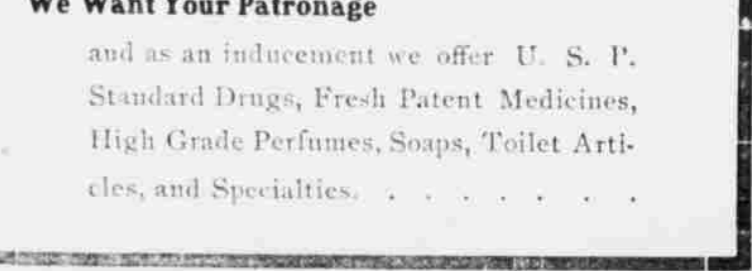 We Want Your Patronage
and as an inducement we offer U. S. P.
Standard Drugs, Fresh Patent Medicines,
High Grade Perfumes, Soaps, Toilet Arti-
cles, and Specialties. . . . . . . .